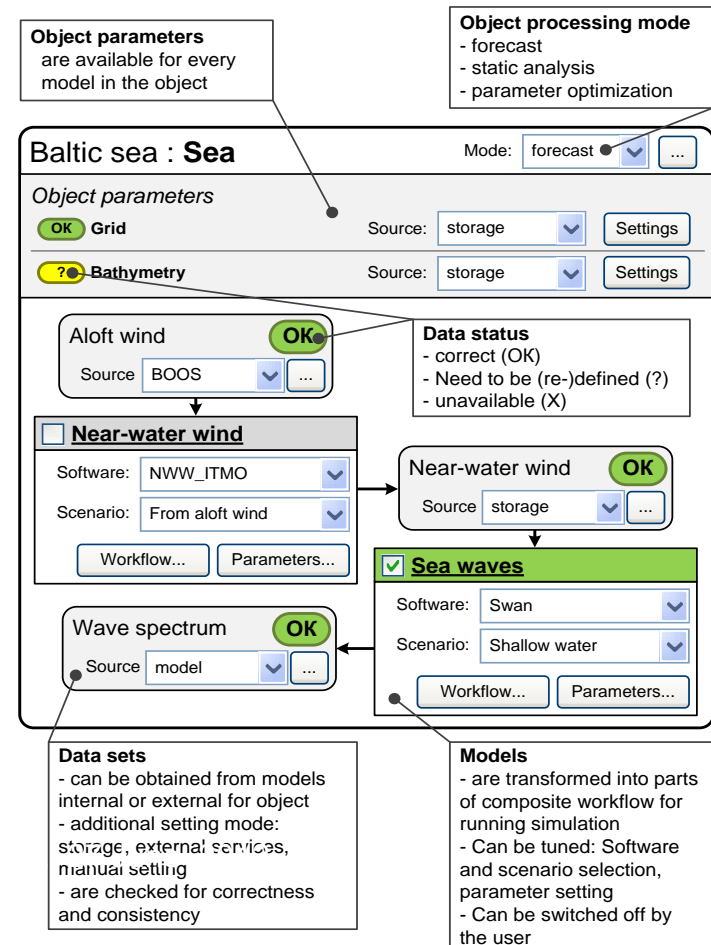 Object parameters
are available for every
model in the object
Object processing mode
- forecast
- static analysis
- parameter optimization
Baltic sea : Sea
Mode: forecast ...
Object parameters
OK Grid Source: storage Settings
? Bathymetry Source: storage Settings
Aloft wind OK
Source BOOS ...
Data status
- correct (OK)
- Need to be (re-)defined (?)
- unavailable (X)
Near-water wind
Software: NWW_ITMO
Scenario: From aloft wind
Workflow... Parameters...
Near-water wind OK
Source storage ...
Sea waves
Software: Swan
Scenario: Shallow water
Workflow... Parameters...
Wave spectrum OK
Source model ...
Data sets
- can be obtained from models
internal or external for object
- additional setting mode:
storage, external services,
manual setting
- are checked for correctness
and consistency
Models
- are transformed into parts
of composite workflow for
running simulation
- Can be tuned: Software
and scenario selection,
parameter setting
- Can be switched off by
the user